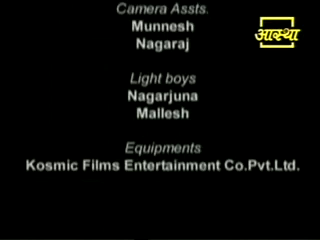 Camera Assts.
आस्था
Munnesh
Nagaraj
Light boys
Nagarjuna
Mallesh
Equipments
Kosmic Films Entertainment Co.Pvt.Ltd.